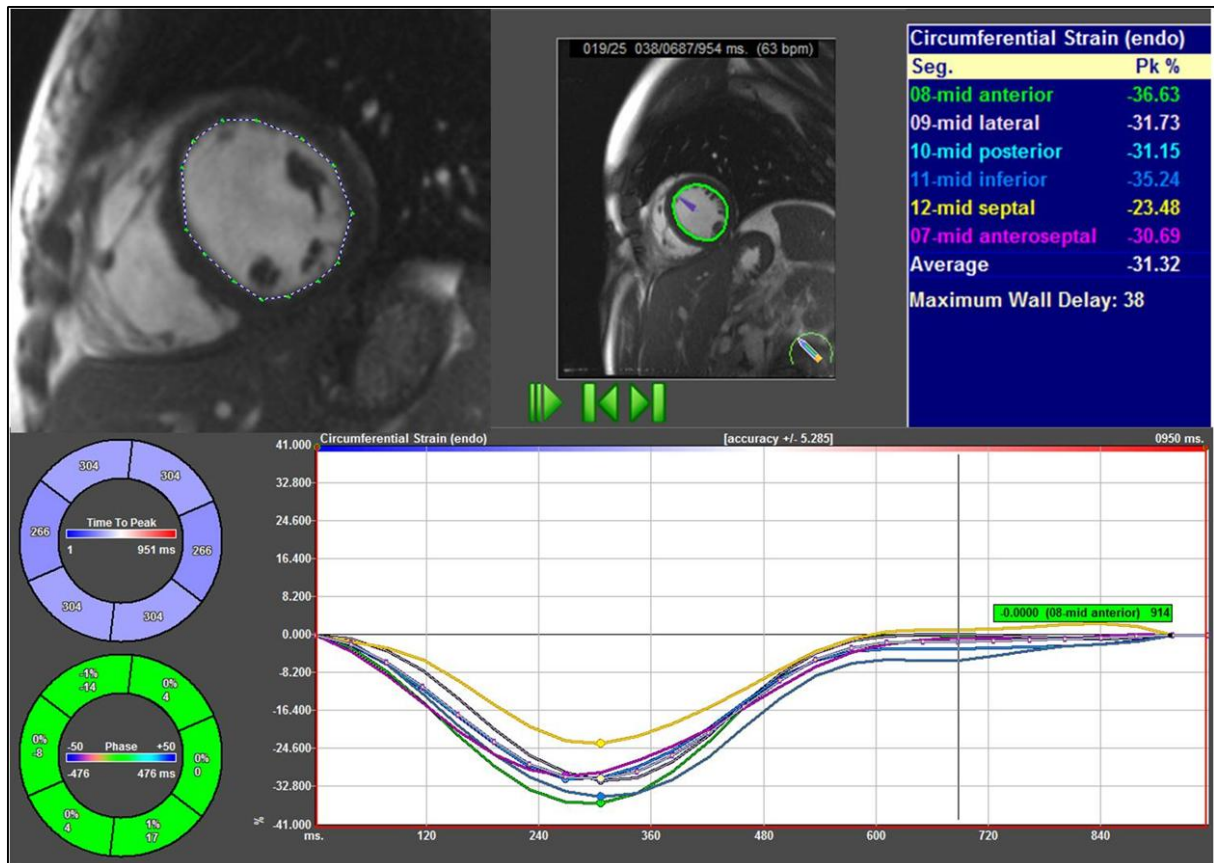 019/25 038/0687/954 ms. (63 bpm)
Circumferential Strain (endo)
Seg. Pk %
08-mid anterior -36.63
09-mid lateral -31.73
10-mid posterior -31.15
11-mid inferior -35.24
12-mid septal -23.48
07-mid anteroseptal -30.69
Average -31.32
Maximum Wall Delay: 38
304 304
266 266
304 304
Time To Peak
1 951 ms
-1% 0%
-14 4
0% 0%
-8 0
0% 1%
4 17
-50 Phase +50
-476 476 ms
Circumferential Strain (endo) [accuracy +/- 5.285] 0950 ms.
41.000
32.800
24.600
16.400
8.200
0.000
-8.200
-16.400
-24.600
-32.800
-41.000
%
-0.0000 (08-mid anterior) 914
ms. 120 240 360 480 600 720 840